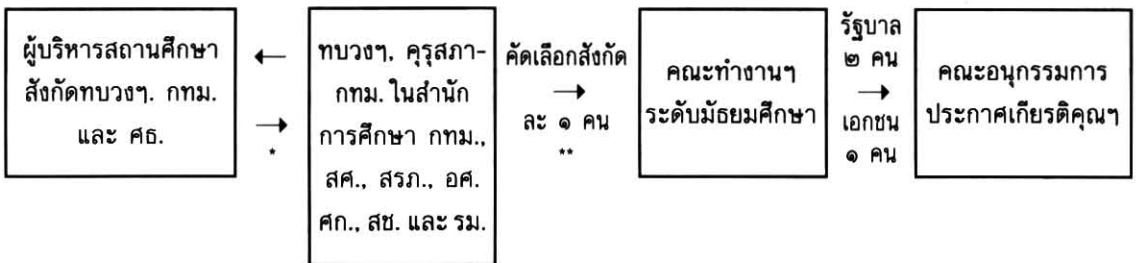 ผู้บริหารสถานศึกษา
สังกัดทบวงฯ. กทม.
และ ศธ.
←
→
*
ทบวงฯ, คุรุสภา-
กทม. ในสำนัก
การศึกษา กทม.,
สศ., สรภ., อศ.
ศก., สช. และ รม.
คัดเลือกสังกัด
→
ละ ๑ คน
**
คณะทำงานฯ
ระดับมัธยมศึกษา
รัฐบาล
๒ คน
→
เอกชน
๑ คน
คณะอนุกรรมการ
ประกาศเกียรติคุณฯ